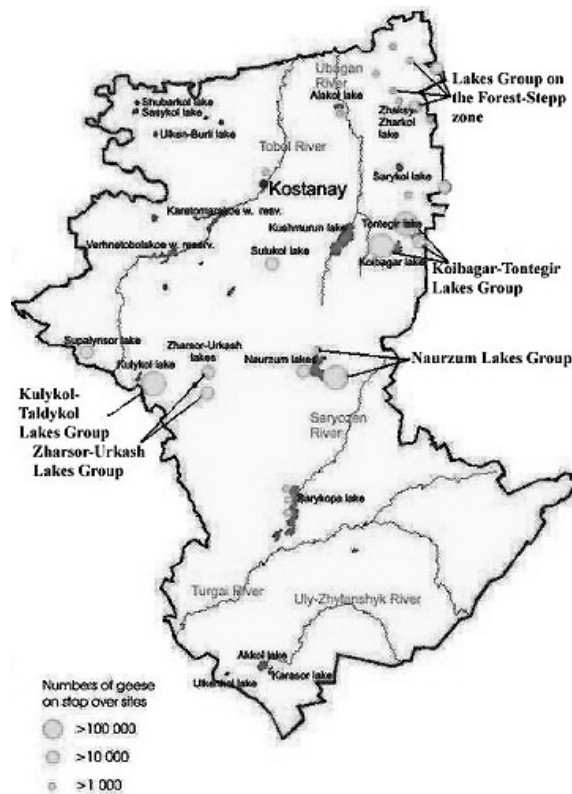 Ubagan
River
Alakol lake
Lakes Group on
the Forest-Stepp
zone
Shubarkol lake
Sasykol lake
Ulken-Burli lake
Zhaksy-
Zharkol
lake
Tobol River
Sarykol lake
Kostanay
Karatomarskoe w. resv.
Kushmurun lake
Tontegir lake
Verhnetobolskoe w. reserv.
Sulukol lake
Koibagar lake
Koibagar-Tontegir
Lakes Group
Supalynsor lake
Zharsor-Urkash
lakes
Kulykol lake
Naurzum lakes
Naurzum Lakes Group
Kulykol-
Taldykol
Lakes Group
Zharsor-Urkash
Lakes Group
Saryozen
River
Sarykopa lake
Turgai River
Uly-Zhylanshyk River
Akkol lake
Karasor lake
Numbers of geese
on stop over sites
>100 000
>10 000
>1 000